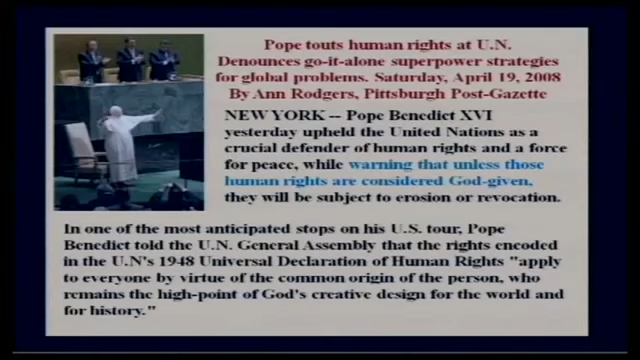 Pope touts human rights at U.N.
Denounces go-it-alone superpower strategies
for global problems. Saturday, April 19, 2008
By Ann Rodgers, Pittsburgh Post-Gazette
NEW YORK -- Pope Benedict XVI
yesterday upheld the United Nations as a
crucial defender of human rights and a force
for peace, while warning that unless those
human rights are considered God-given,
they will be subject to erosion or revocation.
In one of the most anticipated stops on his U.S. tour, Pope
Benedict told the U.N. General Assembly that the rights encoded
in the U.N's 1948 Universal Declaration of Human Rights "apply
to everyone by virtue of the common origin of the person, who
remains the high-point of God's creative design for the world and
for history."